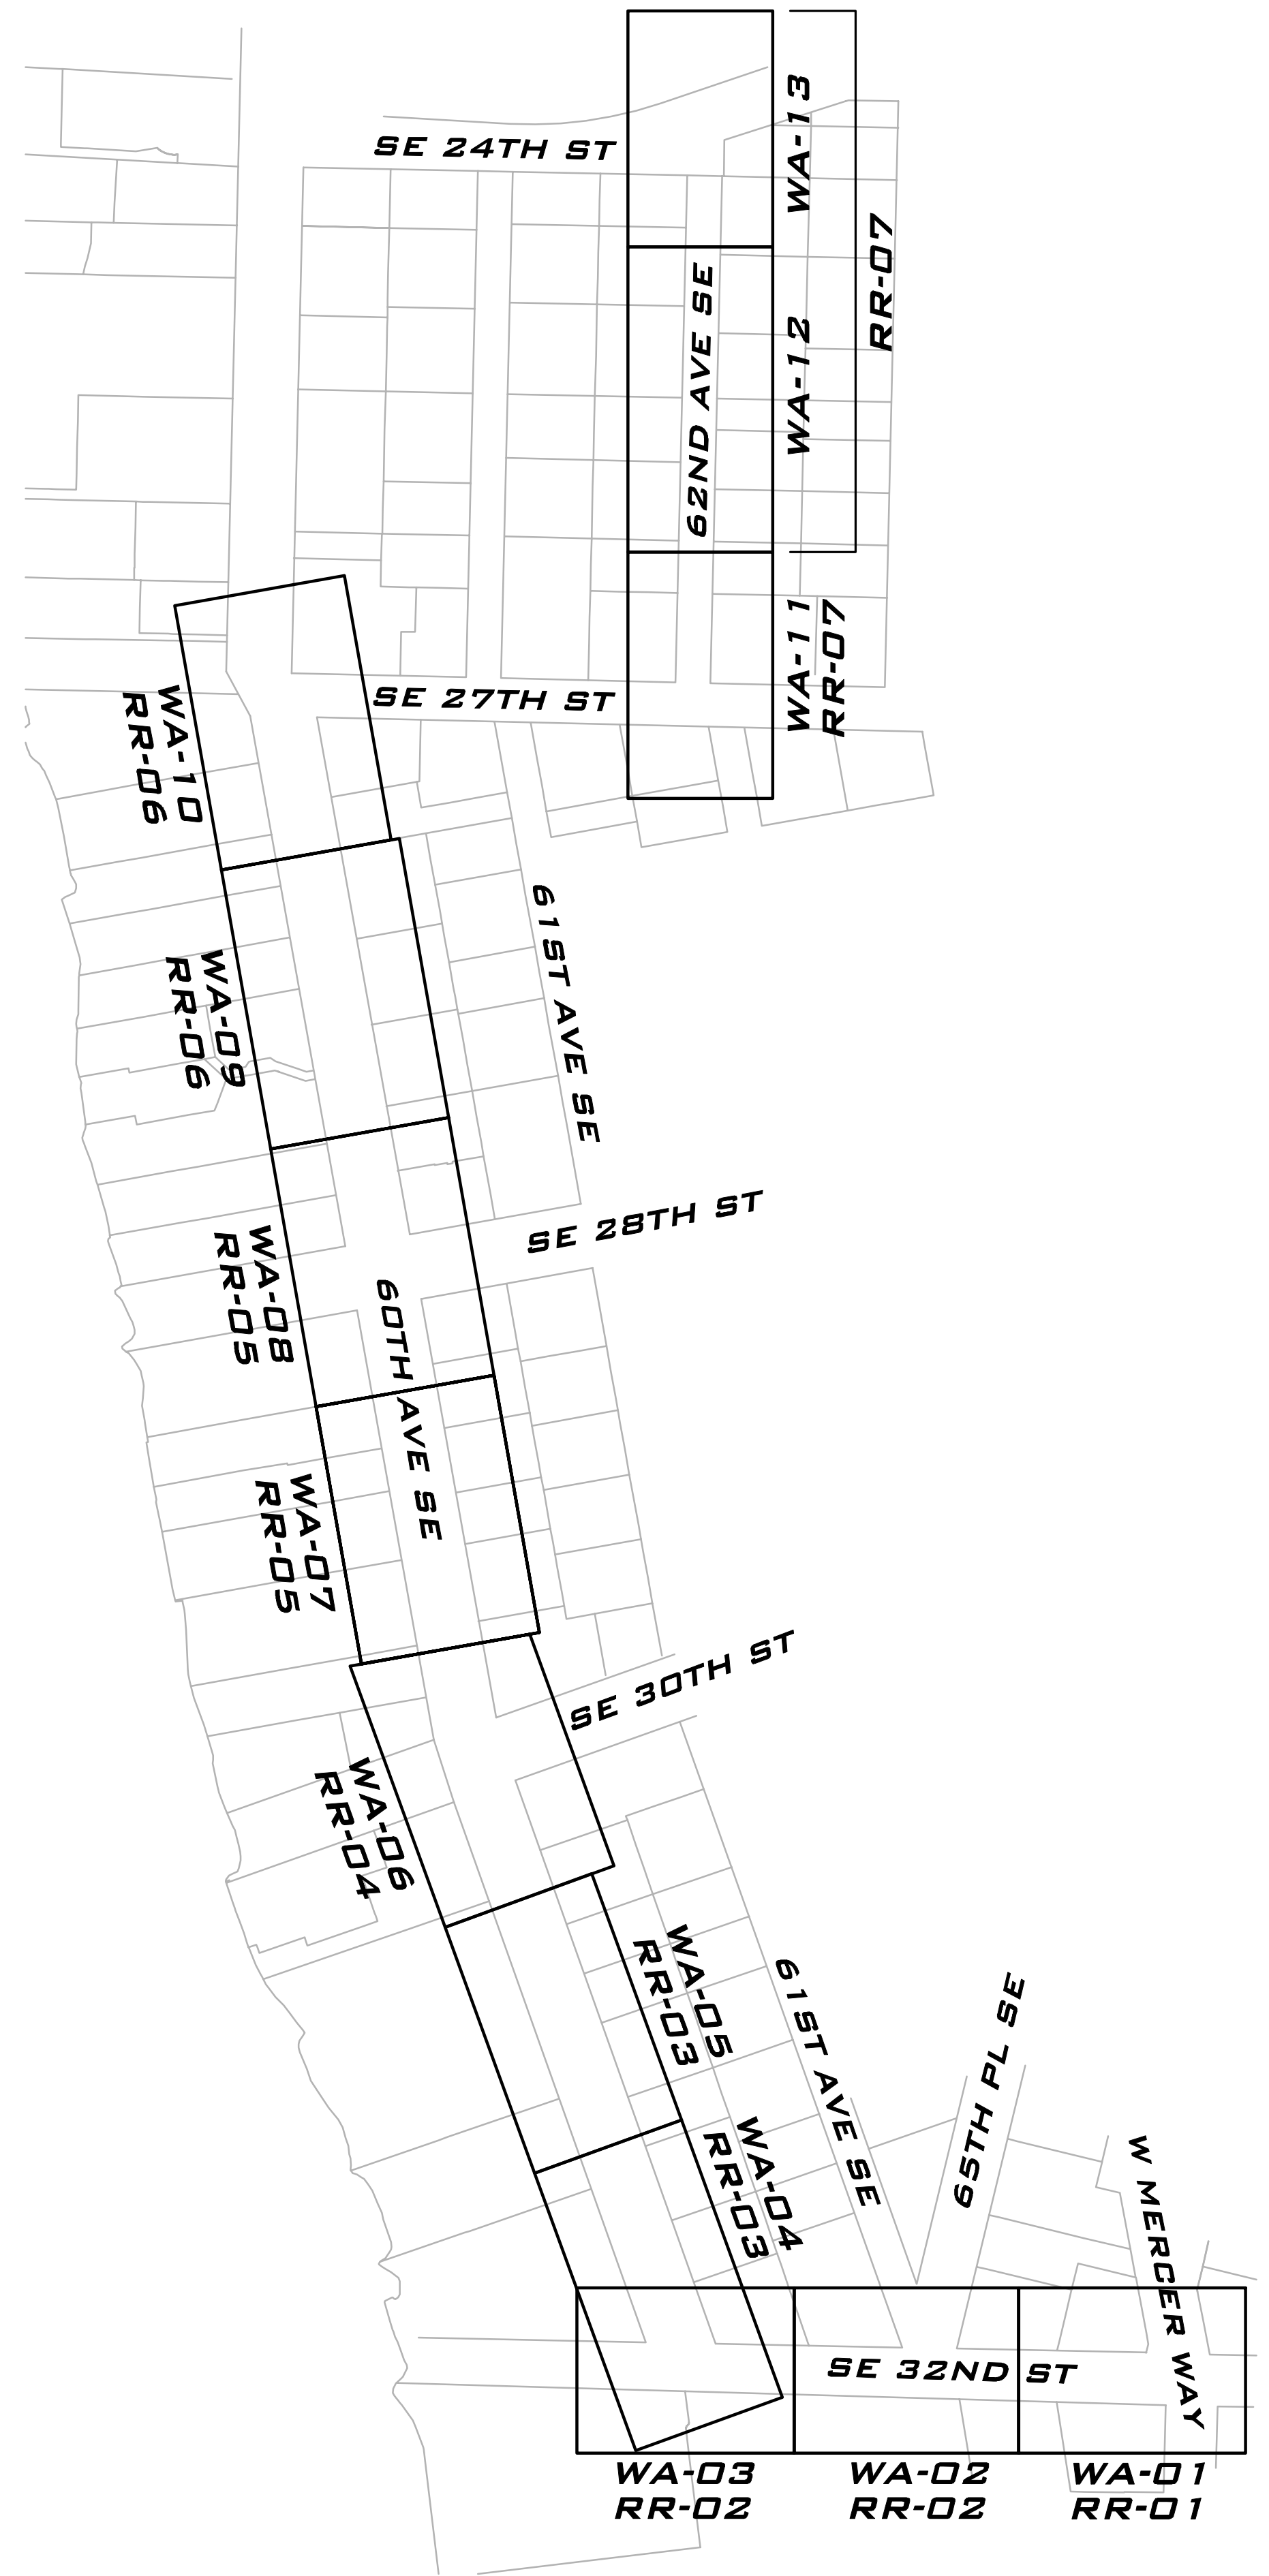 WA-13
SE 24TH ST
RR-07
62ND AVE SE
WA-12
WA-11
RR-07
SE 27TH ST
WA-10
RR-06
61ST AVE SE
WA-09
RR-06
SE 28TH ST
WA-08
RR-05
60TH AVE SE
WA-07
RR-05
SE 30TH ST
WA-06
RR-04
WA-05
RR-03
61ST AVE SE
65TH PL SE
WA-04
RR-03
W MERCER WAY
SE 32ND ST
WA-03
RR-02
WA-02
RR-02
WA-01
RR-01